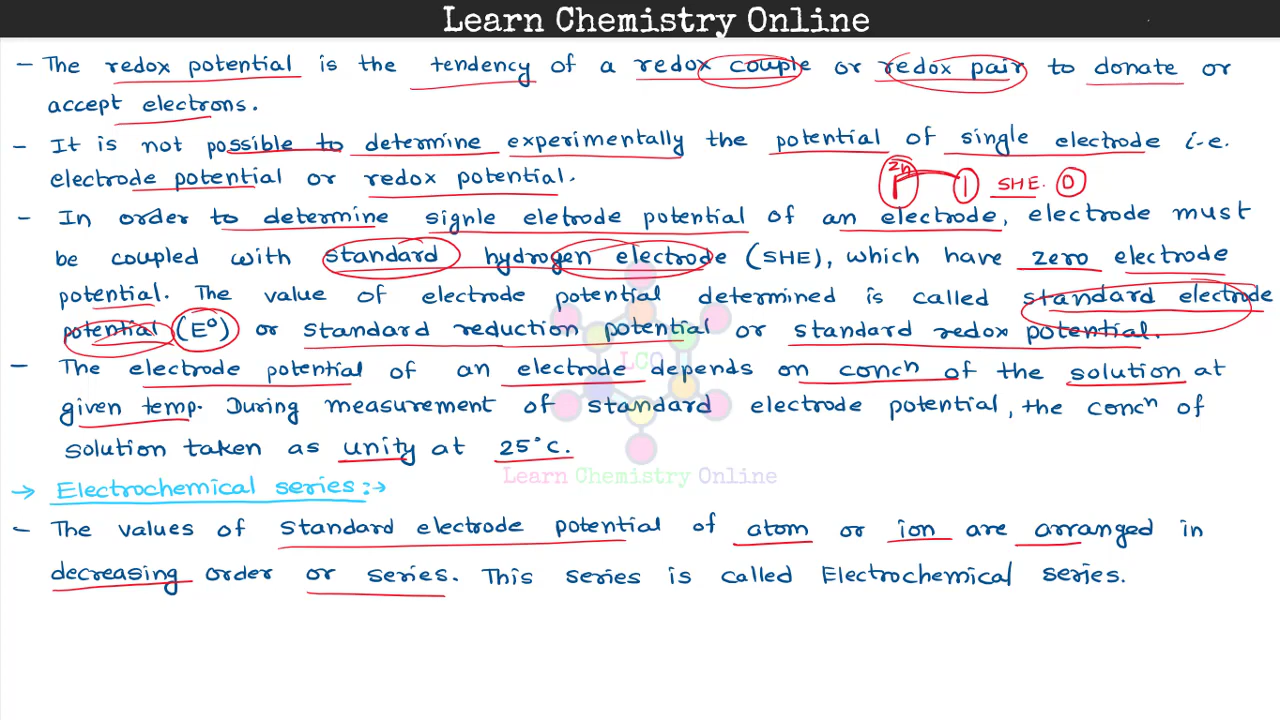 Learn Chemistry Online
- The redox potential is the tendency of a redox couple or redox pair to donate or
accept electrons.
- It is not possible to determine experimentally the potential of single electrode i.e.
electrode potential or redox potential.
Zn SHE. 0
- In order to determine signle eletrode potential of an electrode, electrode must
be coupled with standard hydrogen electrode (SHE), which have zero electrode
potential. The value of electrode potential determined is called standard electrode
potential (E°) or standard reduction potential or standard redox potential.
LCO
- The electrode potential of an electrode depends on concⁿ of the solution at
given temp. During measurement of standard electrode potential, the concⁿ of
solution taken as unity at 25°C.
Learn Chemistry Online
→ Electrochemical series:→
- The values of standard electrode potential of atom or ion are arranged in
decreasing order or series. This series is called Electrochemical series.